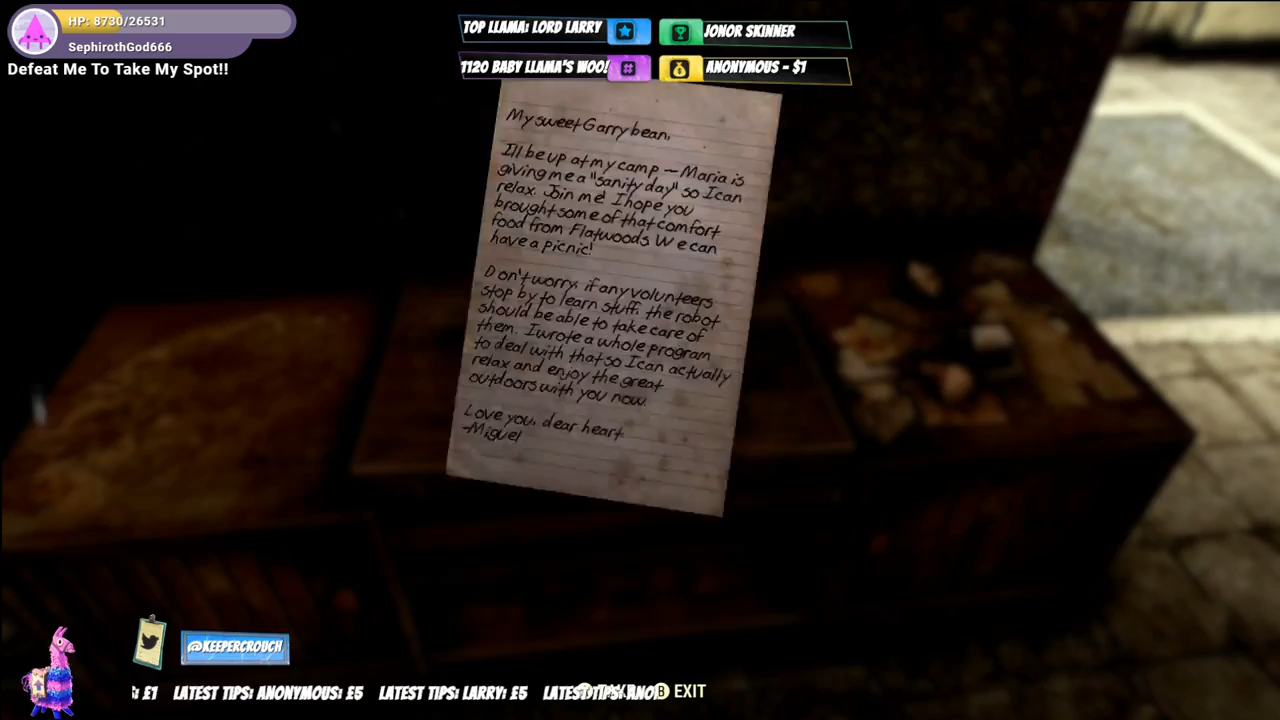 HP: 8730/26531
SephirothGod666
Defeat Me To Take My Spot!!
TOP LLAMA: LORD LARRY
JONOR SKINNER
1120 BABY LLAMA'S WOO!
#
ANONYMOUS - $1
My sweet Garry bean,
I'll be up at my camp — Maria is
giving me a "sanity day" so I can
relax. Join me! I hope you
brought some of that comfort
food from Flatwoods. We can
have a picnic!
Don't worry, if any volunteers
stop by to learn stuff, the robot
should be able to take care of
them. I wrote a whole program
to deal with that so I can actually
relax and enjoy the great
outdoors with you now.
Love you, dear heart.
-Miguel
@KEEPERCROUCH
: £1 LATEST TIPS: ANONYMOUS: £5 LATEST TIPS: LARRY: £5 LATEST TIPS: ANO
B EXIT